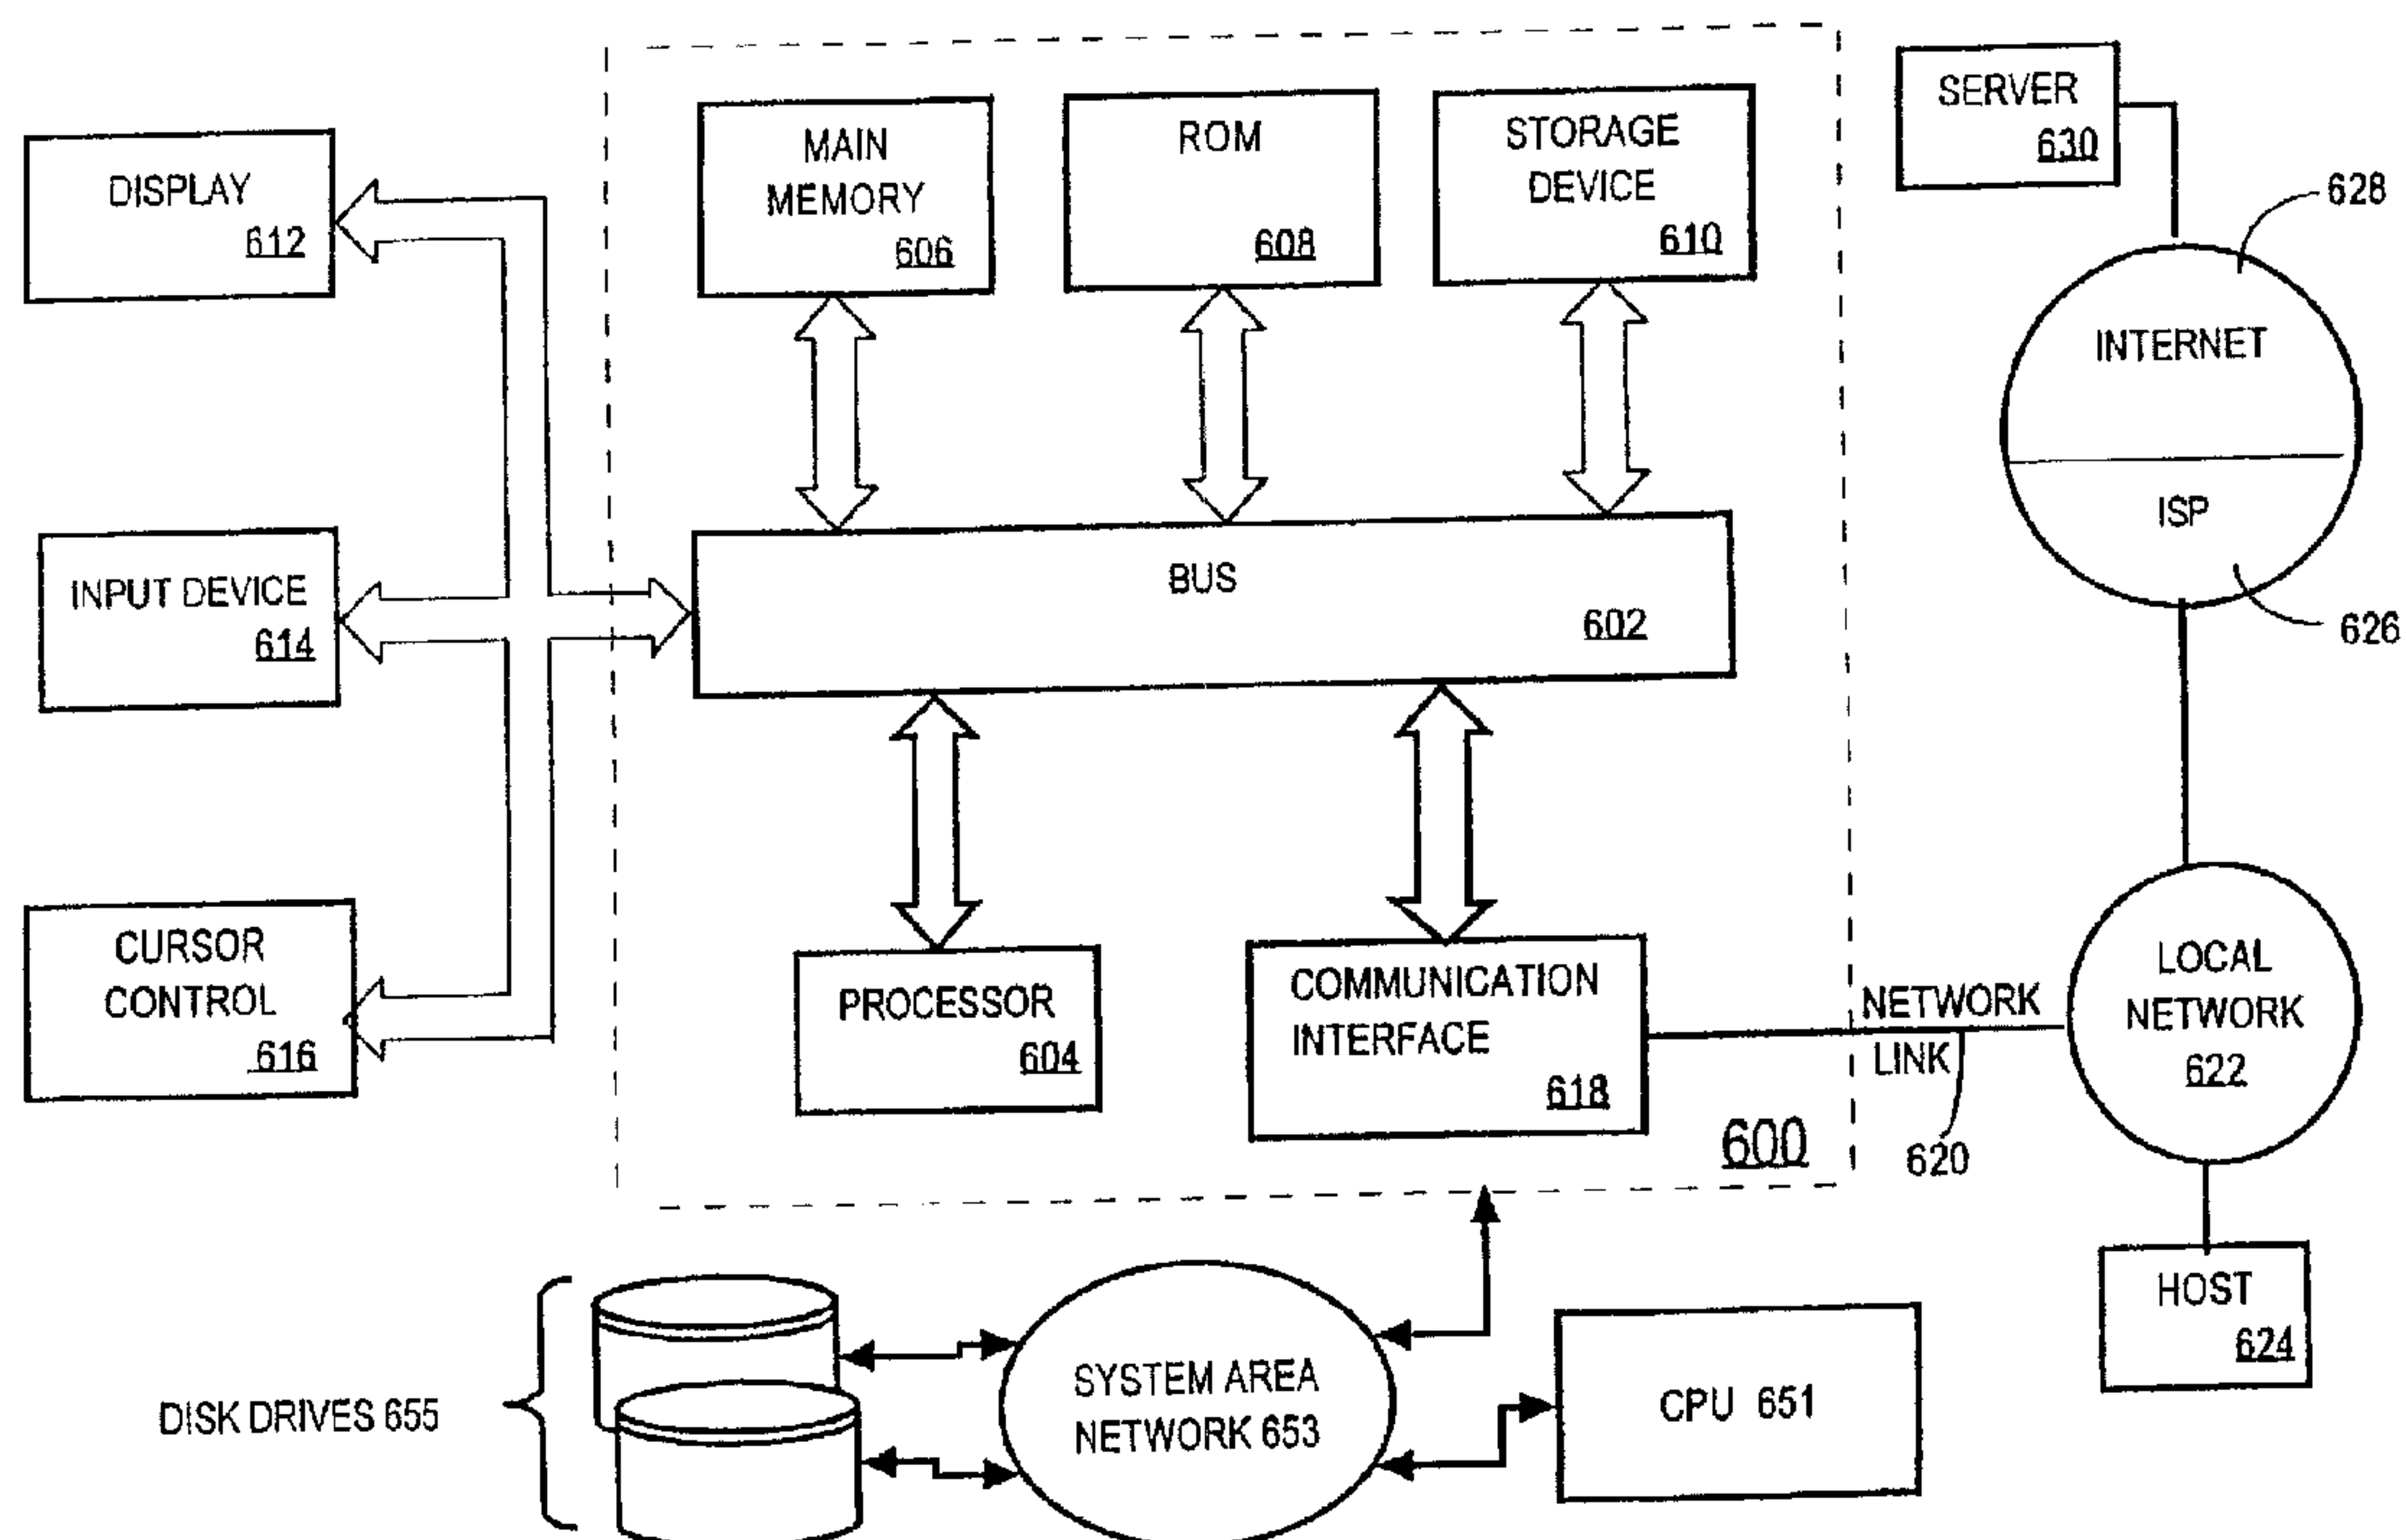 DISPLAY
612
INPUT DEVICE
614
CURSOR
CONTROL
616
MAIN
MEMORY
606
ROM
608
STORAGE
DEVICE
610
BUS
602
PROCESSOR
604
COMMUNICATION
INTERFACE
618
600
SERVER
630
628
INTERNET
ISP
626
NETWORK
LINK
620
LOCAL
NETWORK
622
HOST
624
DISK DRIVES 655
SYSTEM AREA
NETWORK 653
CPU 651